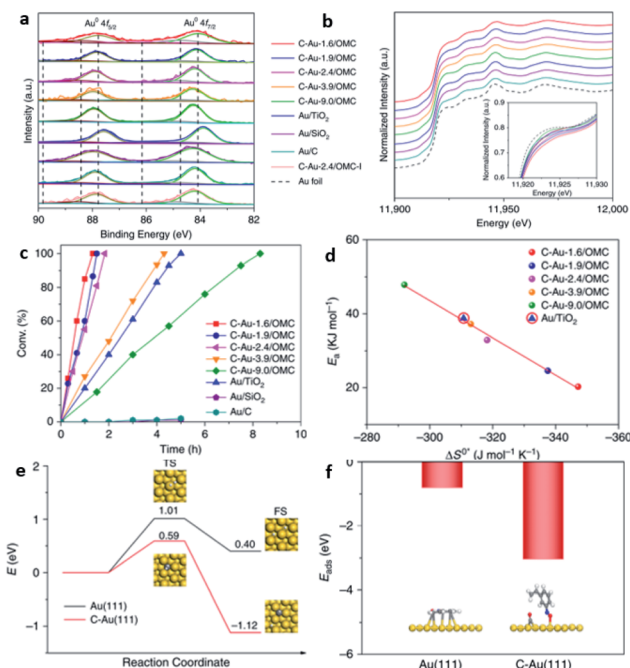 a
Au⁰ 4f₅/₂ Au⁰ 4f₇/₂
Intensity (a.u.)
C-Au-1.6/OMC
C-Au-1.9/OMC
C-Au-2.4/OMC
C-Au-3.9/OMC
C-Au-9.0/OMC
Au/TiO₂
Au/SiO₂
Au/C
C-Au-2.4/OMC-I
Au foil
90 88 86 84 82
Binding Energy (eV)
b
Normalized Intensity (a.u.)
Normalized Intensity (a.u.)
0.9
0.8
0.7
0.6
11,920 11,925 11,930
Energy (eV)
11,900 11,950 12,000
Energy (eV)
c
Conv. (%)
100
80
60
40
20
0
C-Au-1.6/OMC
C-Au-1.9/OMC
C-Au-2.4/OMC
C-Au-3.9/OMC
C-Au-9.0/OMC
Au/TiO₂
Au/SiO₂
Au/C
0 2 4 6 8 10
Time (h)
d
Eₐ (KJ mol⁻¹)
60
40
20
C-Au-1.6/OMC
C-Au-1.9/OMC
C-Au-2.4/OMC
C-Au-3.9/OMC
C-Au-9.0/OMC
Au/TiO₂
−280 −300 −320 −340 −360
ΔS⁰* (J mol⁻¹ K⁻¹)
e
E (eV)
2
1
0
−1
TS
1.01
0.59
FS
0.40
−1.12
Au(111)
C-Au(111)
Reaction Coordinate
f
E_ads (eV)
0
−2
−4
−6
Au(111) C-Au(111)